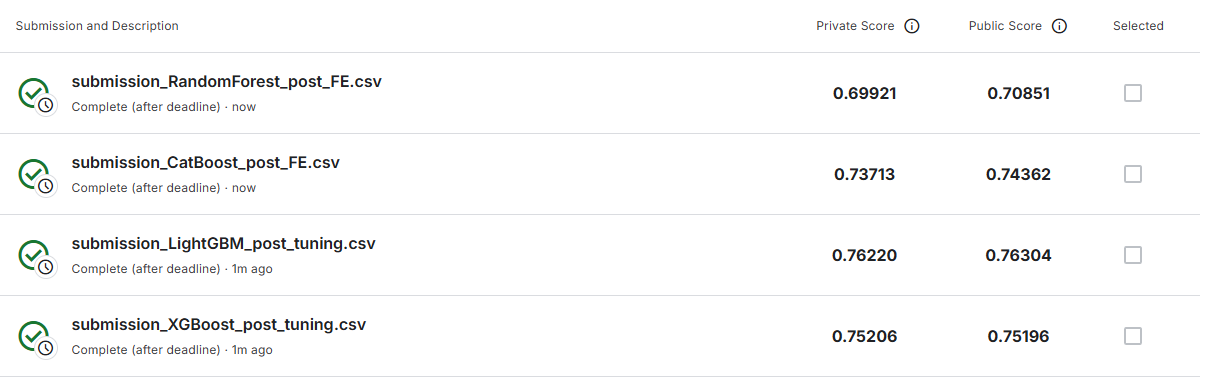 Submission and Description Private Score Public Score Selected
submission_RandomForest_post_FE.csv
Complete (after deadline) · now
0.69921 0.70851
submission_CatBoost_post_FE.csv
Complete (after deadline) · now
0.73713 0.74362
submission_LightGBM_post_tuning.csv
Complete (after deadline) · 1m ago
0.76220 0.76304
submission_XGBoost_post_tuning.csv
Complete (after deadline) · 1m ago
0.75206 0.75196